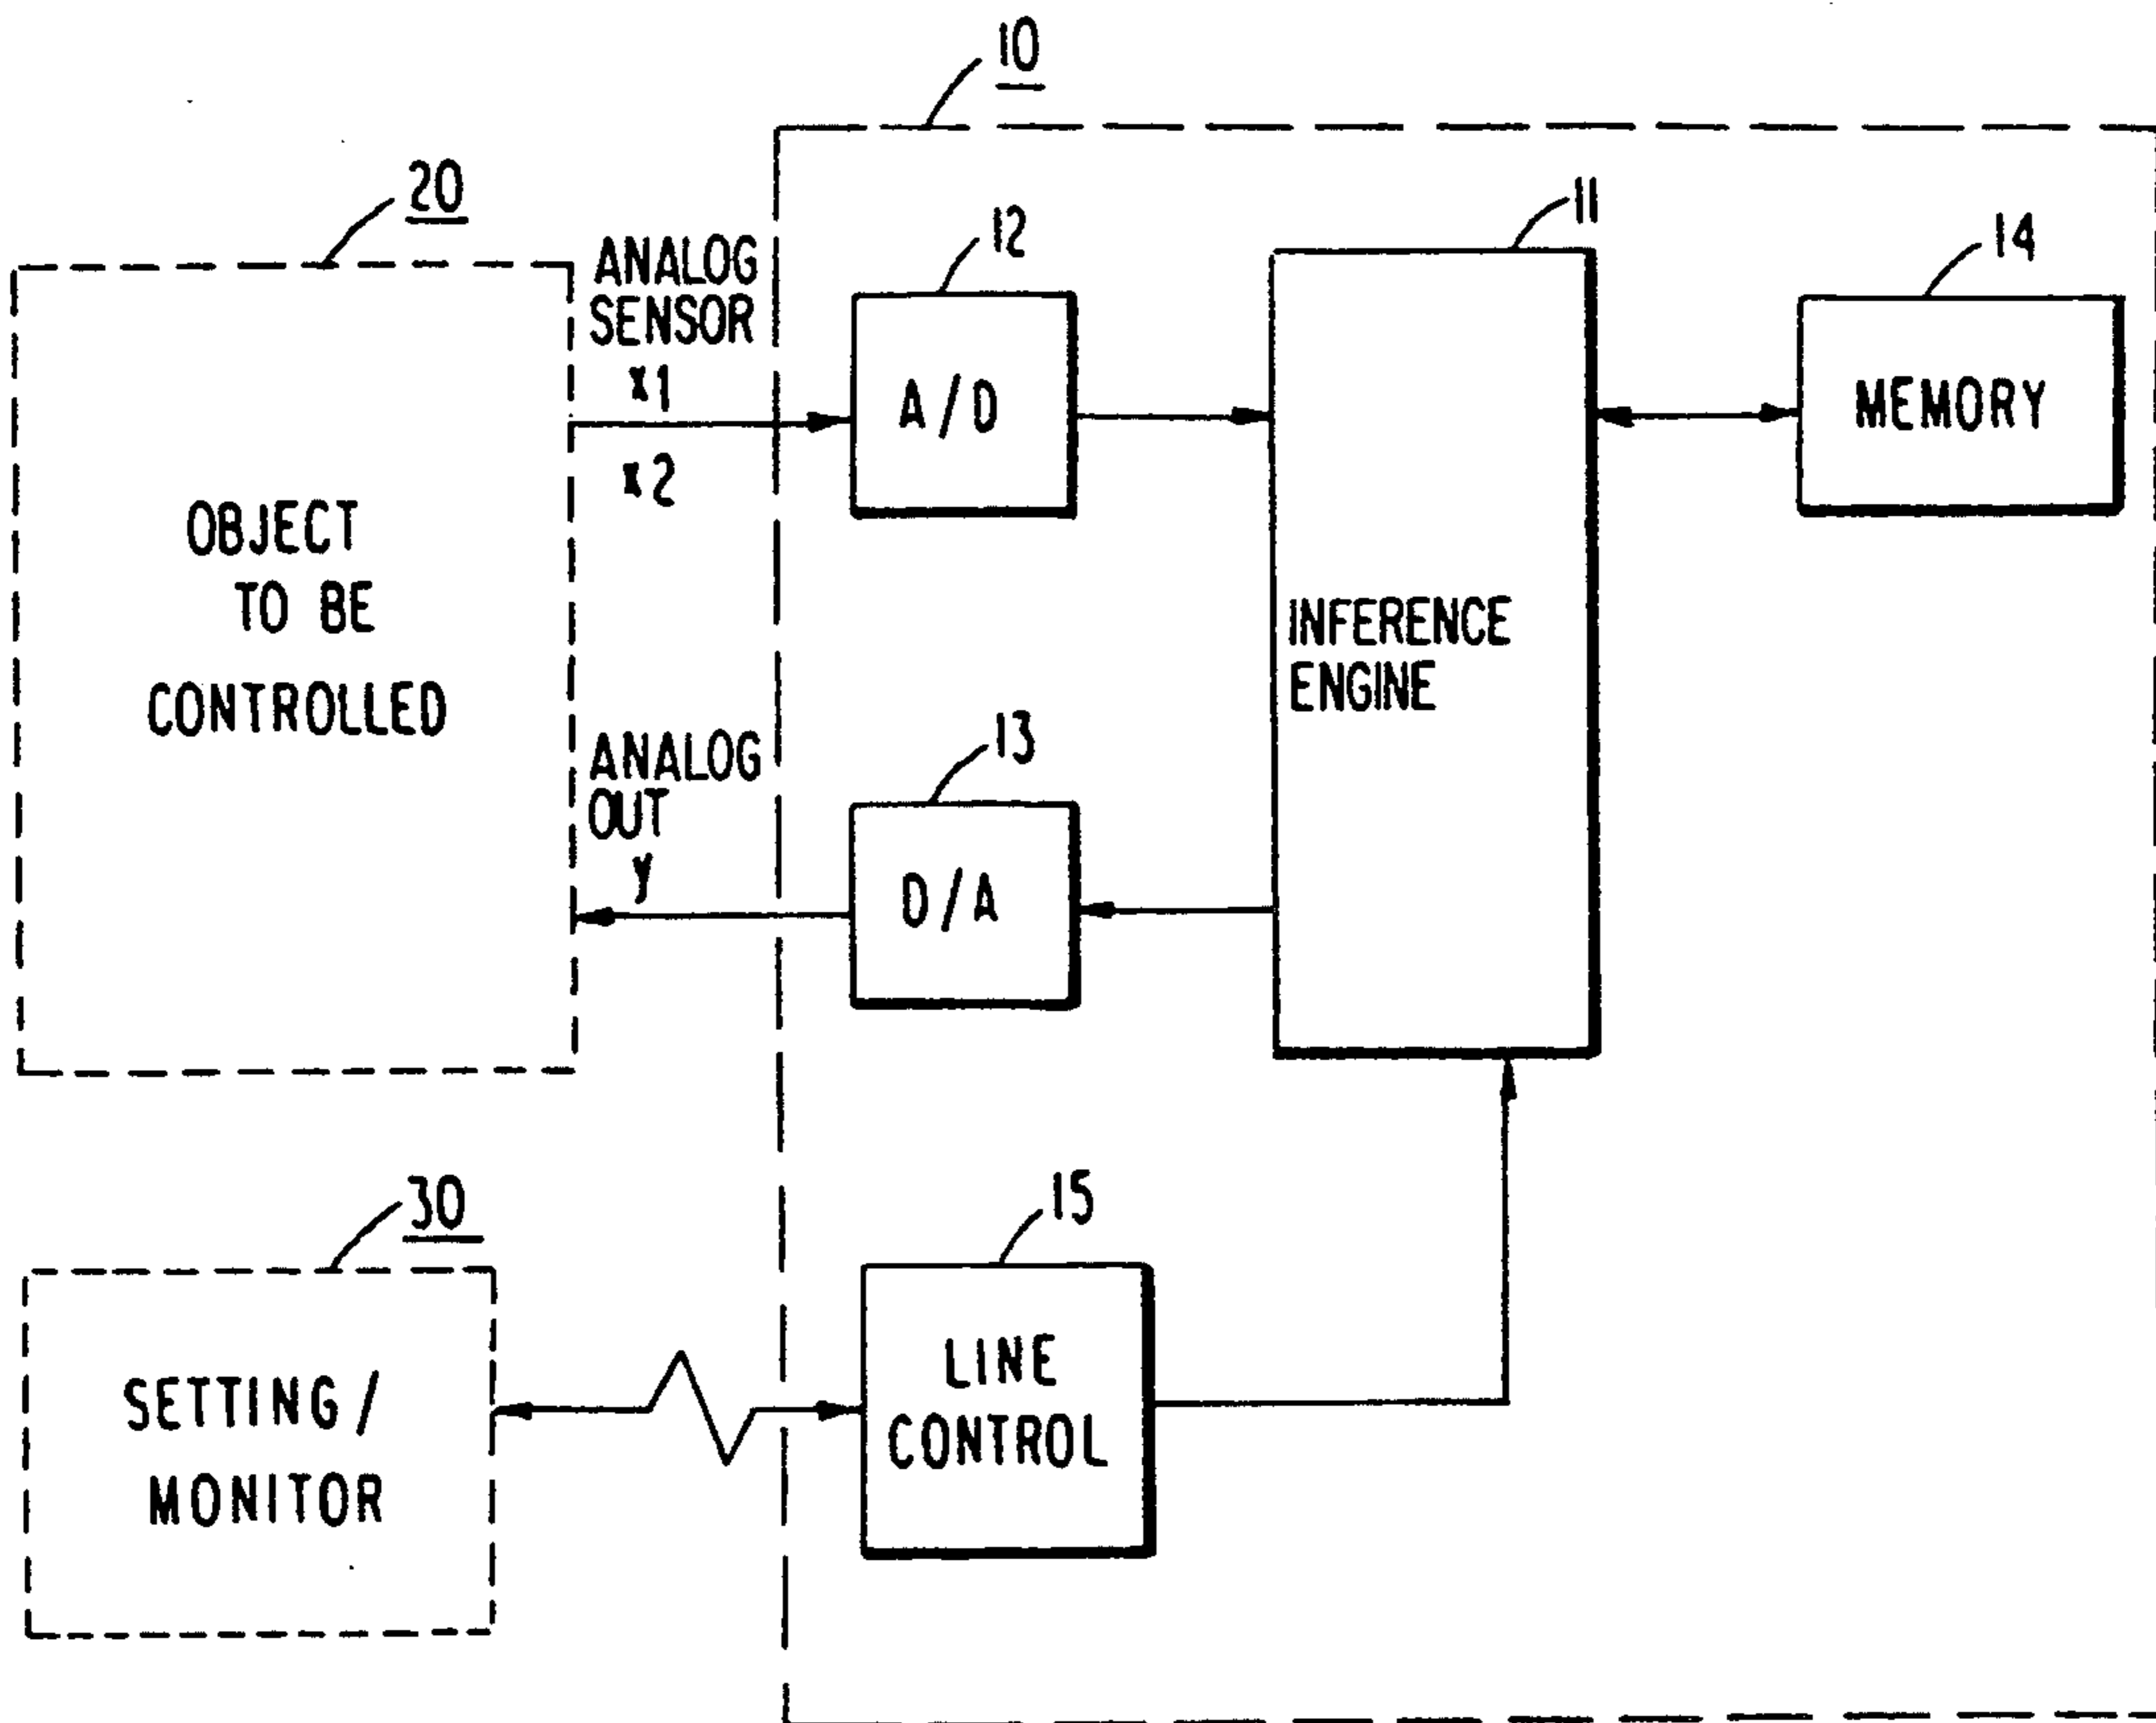 10
20
ANALOG
SENSOR
x1
x2
12
A/D
11
14
MEMORY
OBJECT
TO BE
CONTROLLED
INFERENCE
ENGINE
ANALOG
OUT
y
13
D/A
30
SETTING/
MONITOR
15
LINE
CONTROL